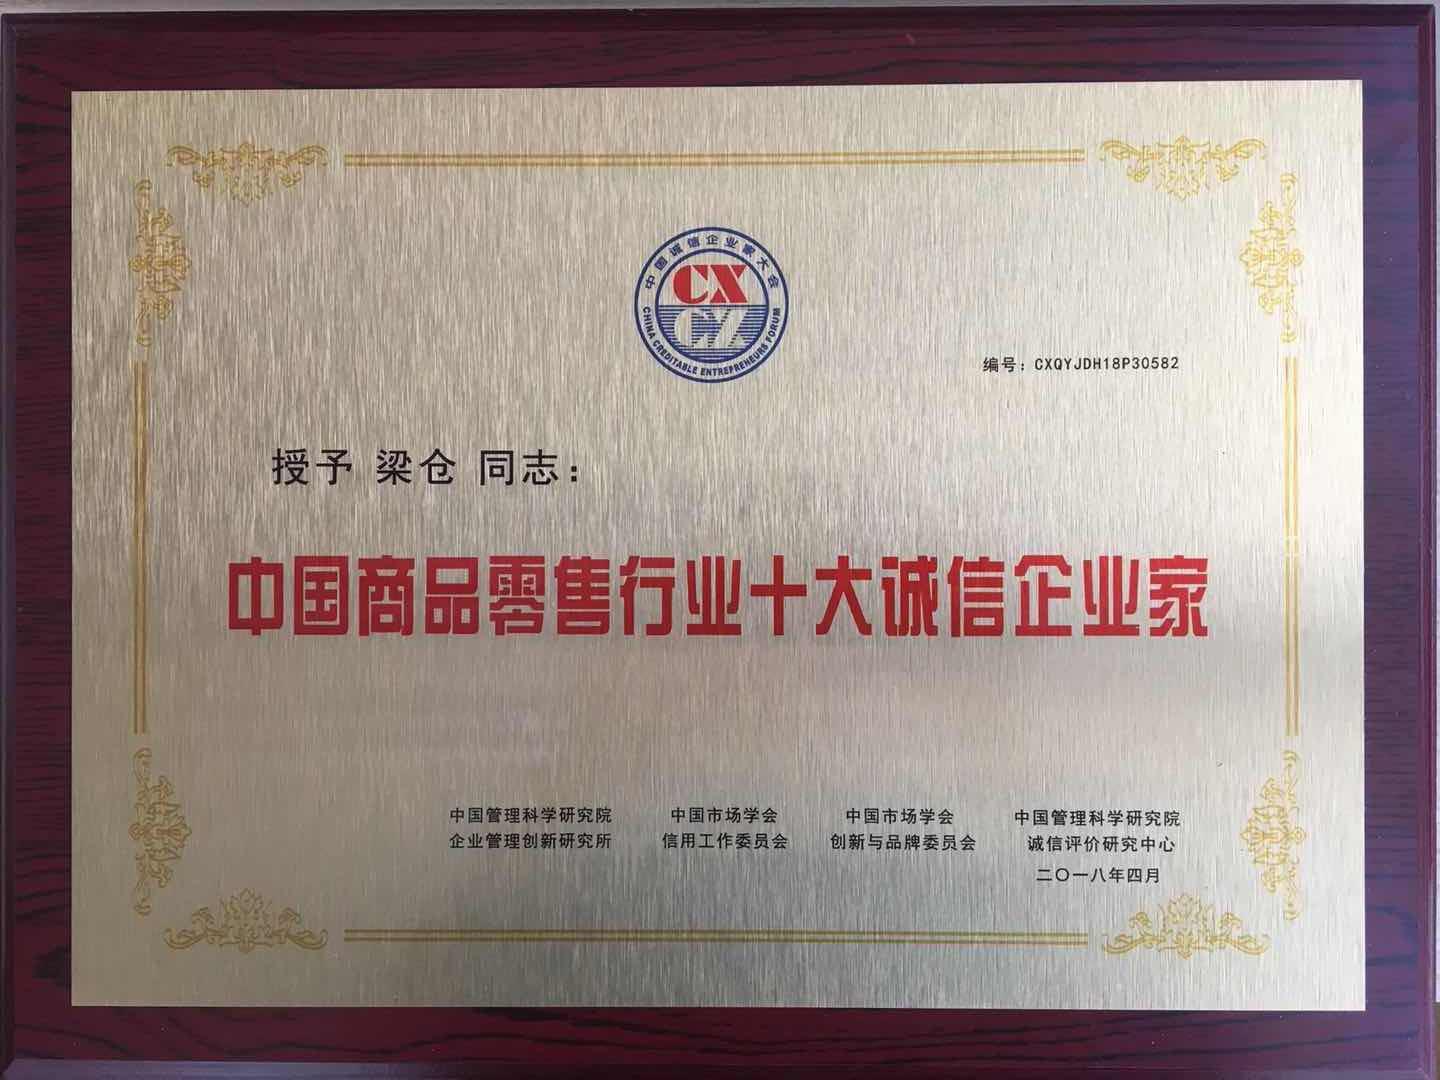 中国诚信企业家大会
CX
CXZ
CHINA CREDITABLE ENTREPRENEURS FORUM
编号：CXQYJDH18P30582
授予 梁仓 同志：
中国商品零售行业十大诚信企业家
中国管理科学研究院 中国市场学会 中国市场学会 中国管理科学研究院
企业管理创新研究所 信用工作委员会 创新与品牌委员会 诚信评价研究中心
二〇一八年四月